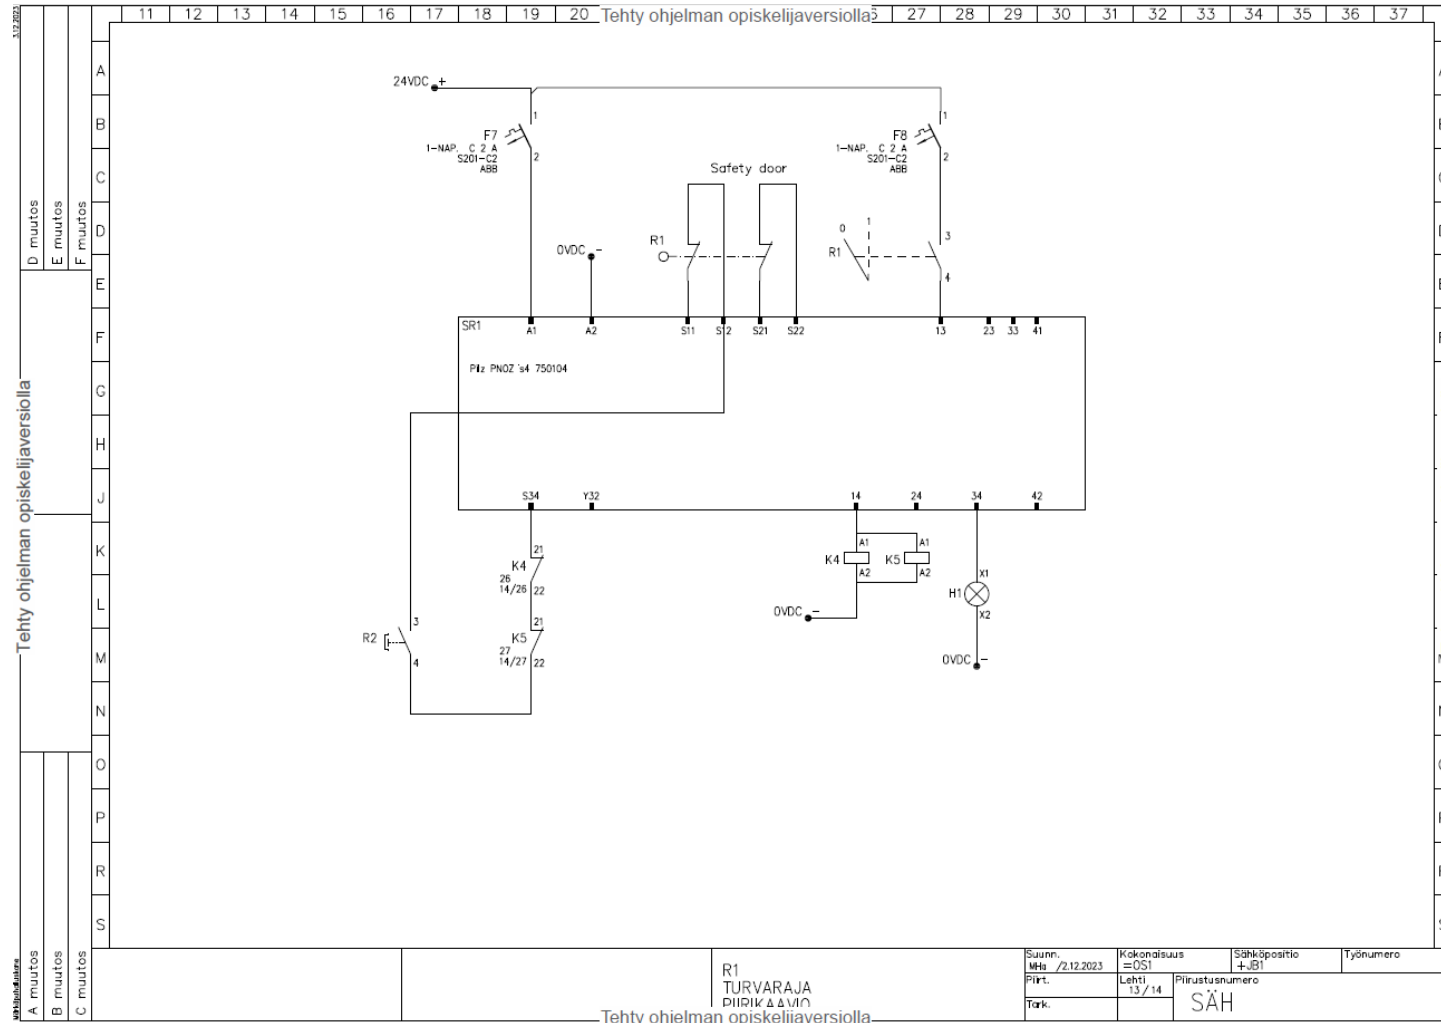 3.12.2023
11 12 13 14 15 16 17 18 19 20 Tehty ohjelman opiskelijaversiolla 27 28 29 30 31 32 33 34 35 36 37
A
B
C
D
E
F
G
H
J
K
L
M
N
O
P
R
S
D muutos
E muutos
F muutos
Tehty ohjelman opiskelijaversiolla
A muutos
B muutos
C muutos
24VDC +
1
F7
1-NAP. C 2 A
S201-C2
ABB
2
1
F8
1-NAP. C 2 A
S201-C2
ABB
2
Safety door
0VDC -
R1
0 1
R1
3
4
SR1
A1 A2 S11 S12 S21 S22 13 23 33 41
Pilz PNOZ s4 750104
S34 Y32 14 24 34 42
21
K4
26
14/26
22
21
K5
27
14/27
22
R2
3
4
A1 A1
K4 K5
A2 A2
0VDC -
X1
H1
X2
0VDC -
R1
TURVARAJA
PIIRIKAAVIO
Suunn.
MHa /2.12.2023
Kokonaisuus
=OS1
Sähköpositio
+JB1
Työnumero
Piirt.
Lehti
13/14
Piirustusnumero
SÄH
Tark.
Tehty ohjelman opiskelijaversiolla